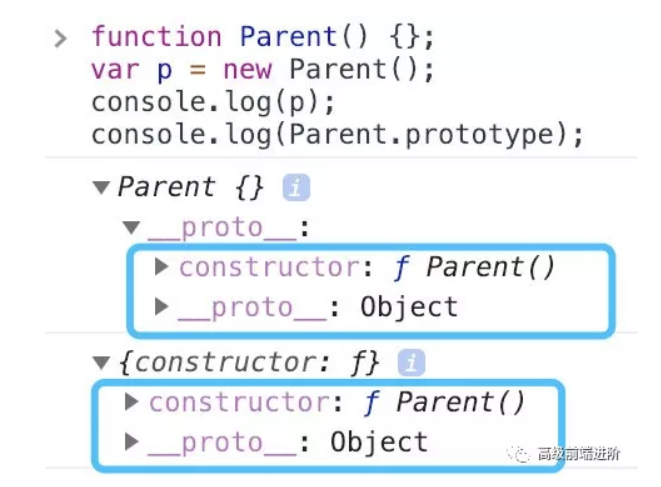 > function Parent() {};
var p = new Parent();
console.log(p);
console.log(Parent.prototype);
▼Parent {} i
▼__proto__:
▶constructor: ƒ Parent()
▶__proto__: Object
▼{constructor: ƒ} i
▶constructor: ƒ Parent()
▶__proto__: Object
高级前端进阶